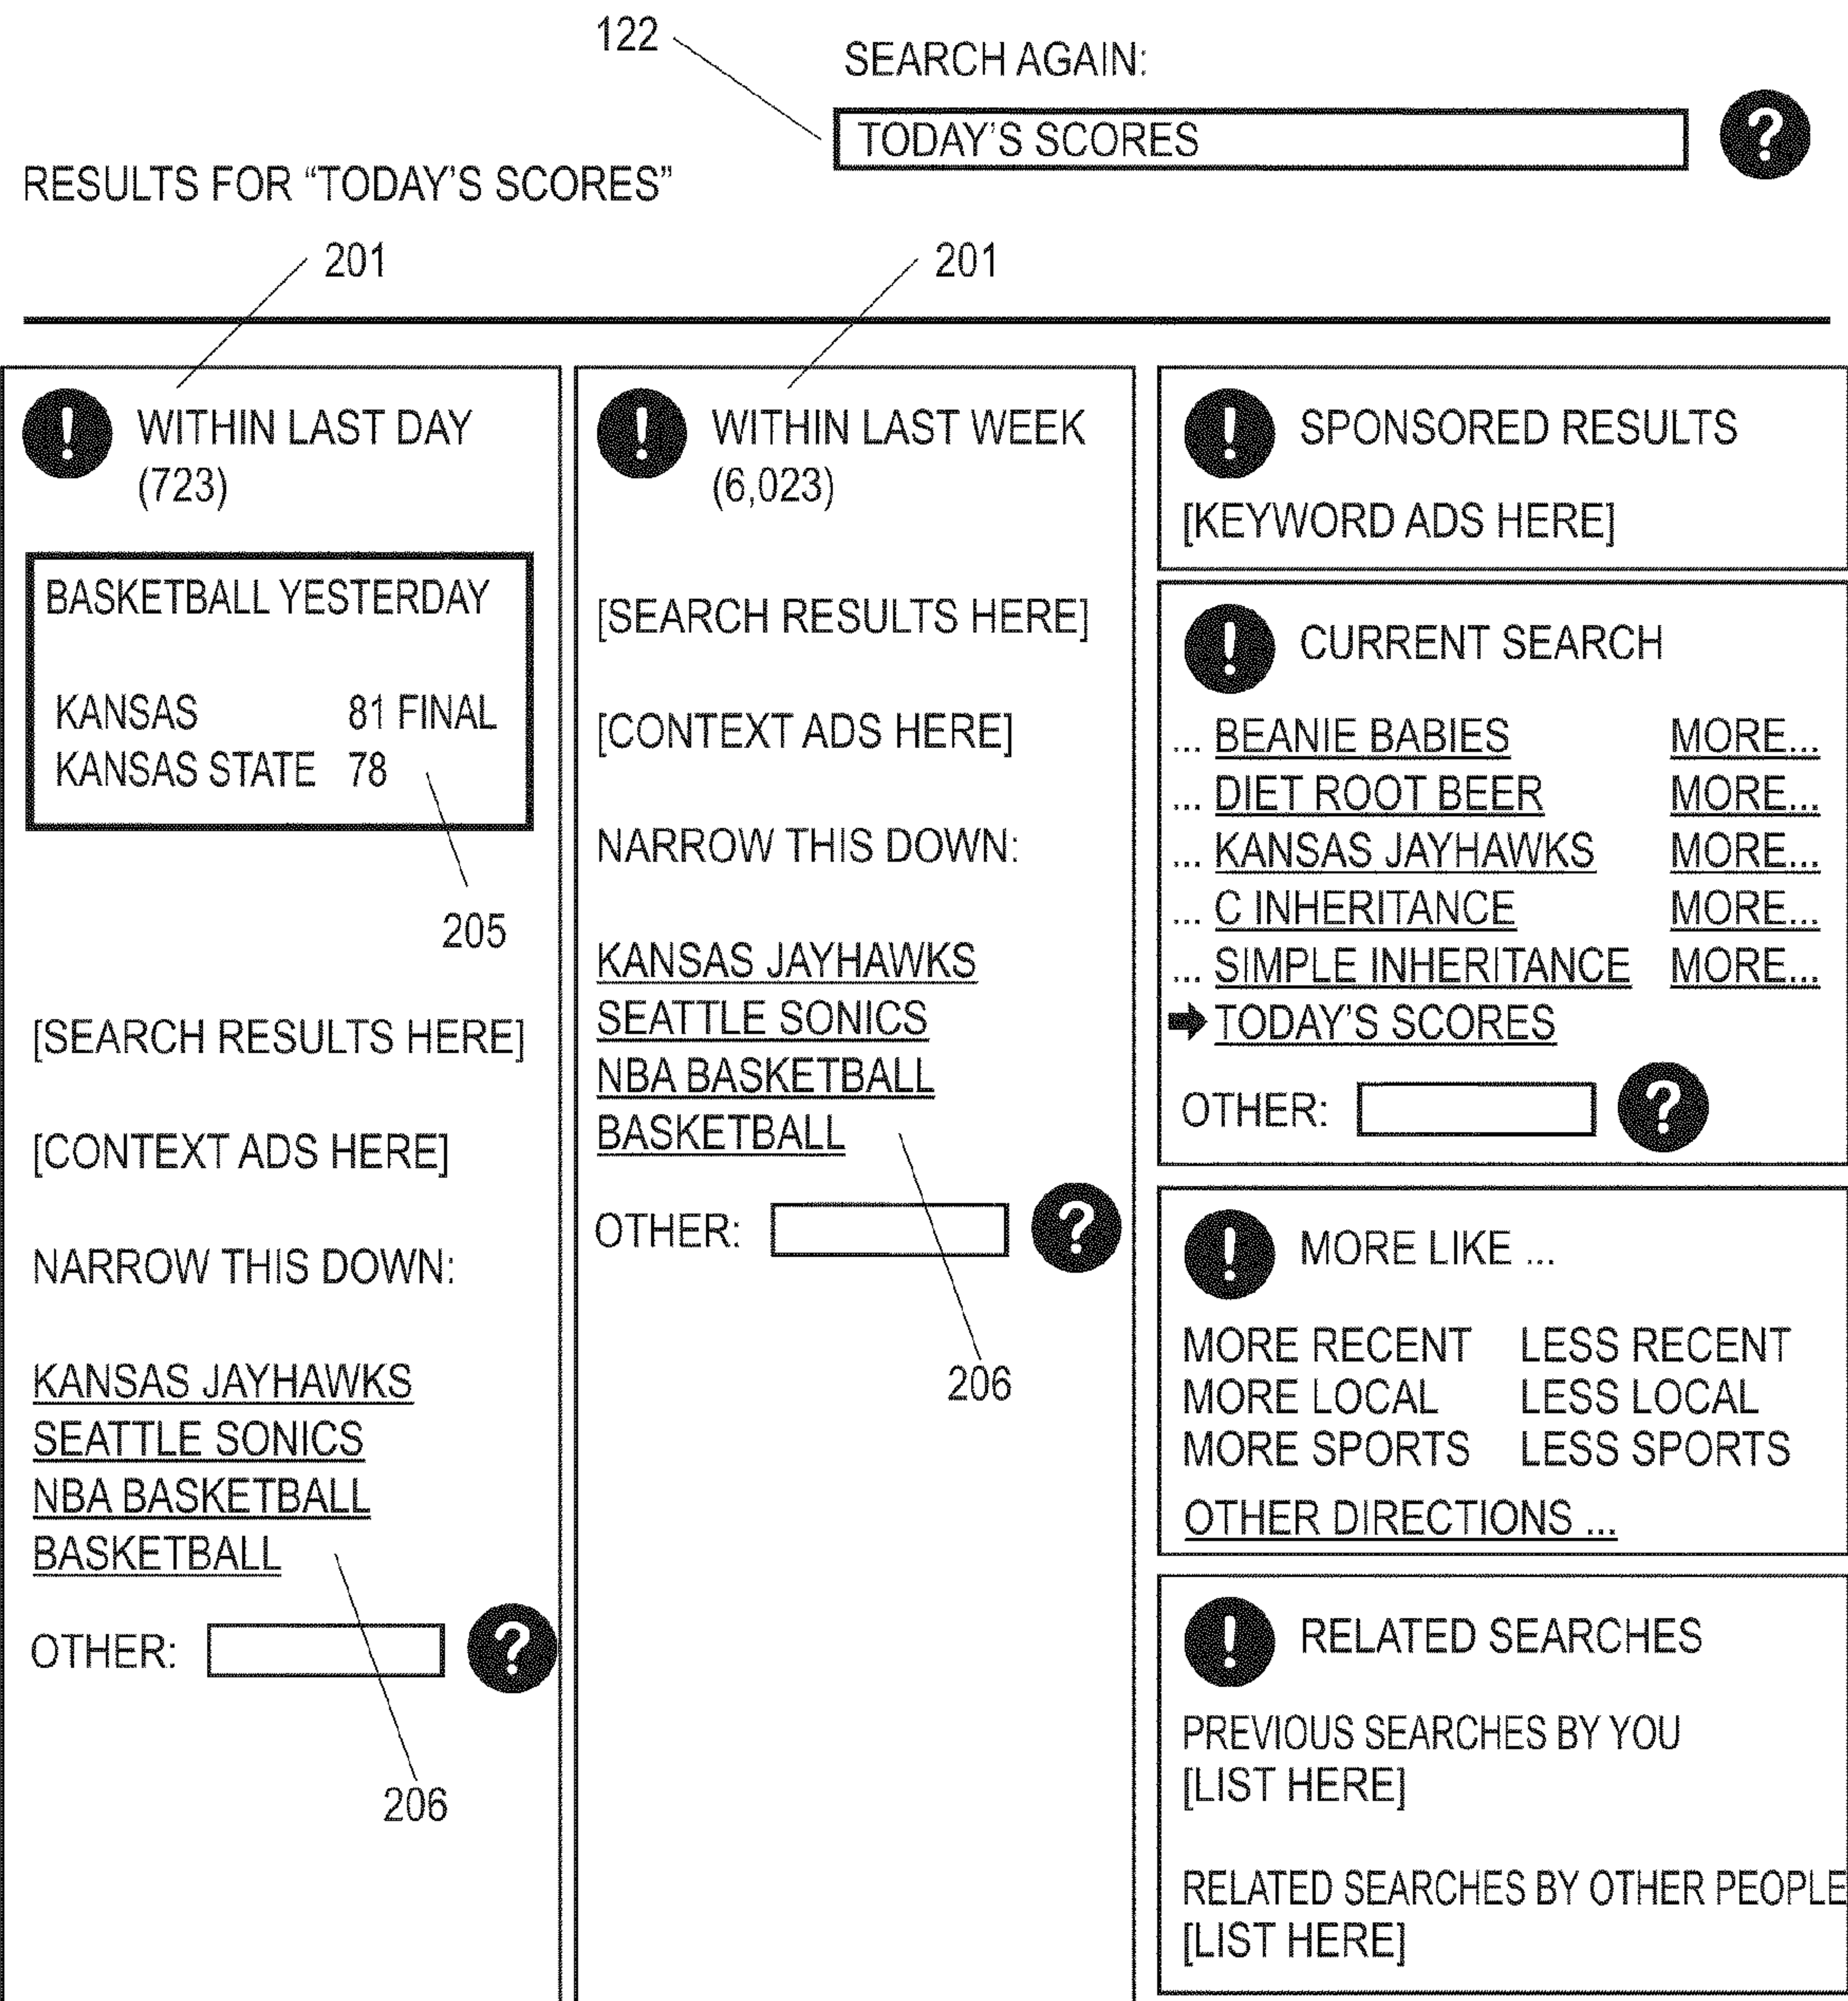 122
SEARCH AGAIN:
TODAY'S SCORES
?
RESULTS FOR “TODAY'S SCORES”
201
201
! WITHIN LAST DAY
(723)
BASKETBALL YESTERDAY
KANSAS 81 FINAL
KANSAS STATE 78
205
[SEARCH RESULTS HERE]
[CONTEXT ADS HERE]
NARROW THIS DOWN:
KANSAS JAYHAWKS
SEATTLE SONICS
NBA BASKETBALL
BASKETBALL
OTHER: ?
206
! WITHIN LAST WEEK
(6,023)
[SEARCH RESULTS HERE]
[CONTEXT ADS HERE]
NARROW THIS DOWN:
KANSAS JAYHAWKS
SEATTLE SONICS
NBA BASKETBALL
BASKETBALL
OTHER: ?
206
! SPONSORED RESULTS
[KEYWORD ADS HERE]
! CURRENT SEARCH
... BEANIE BABIES MORE...
... DIET ROOT BEER MORE...
... KANSAS JAYHAWKS MORE...
... C INHERITANCE MORE...
... SIMPLE INHERITANCE MORE...
➡ TODAY'S SCORES
OTHER: ?
! MORE LIKE ...
MORE RECENT LESS RECENT
MORE LOCAL LESS LOCAL
MORE SPORTS LESS SPORTS
OTHER DIRECTIONS ...
! RELATED SEARCHES
PREVIOUS SEARCHES BY YOU
[LIST HERE]
RELATED SEARCHES BY OTHER PEOPLE
[LIST HERE]